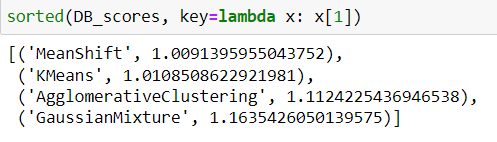 sorted(DB_scores, key=lambda x: x[1])
[('MeanShift', 1.0091395955043752),
('KMeans', 1.0108508622921981),
('AgglomerativeClustering', 1.1124225436946538),
('GaussianMixture', 1.1635426050139575)]